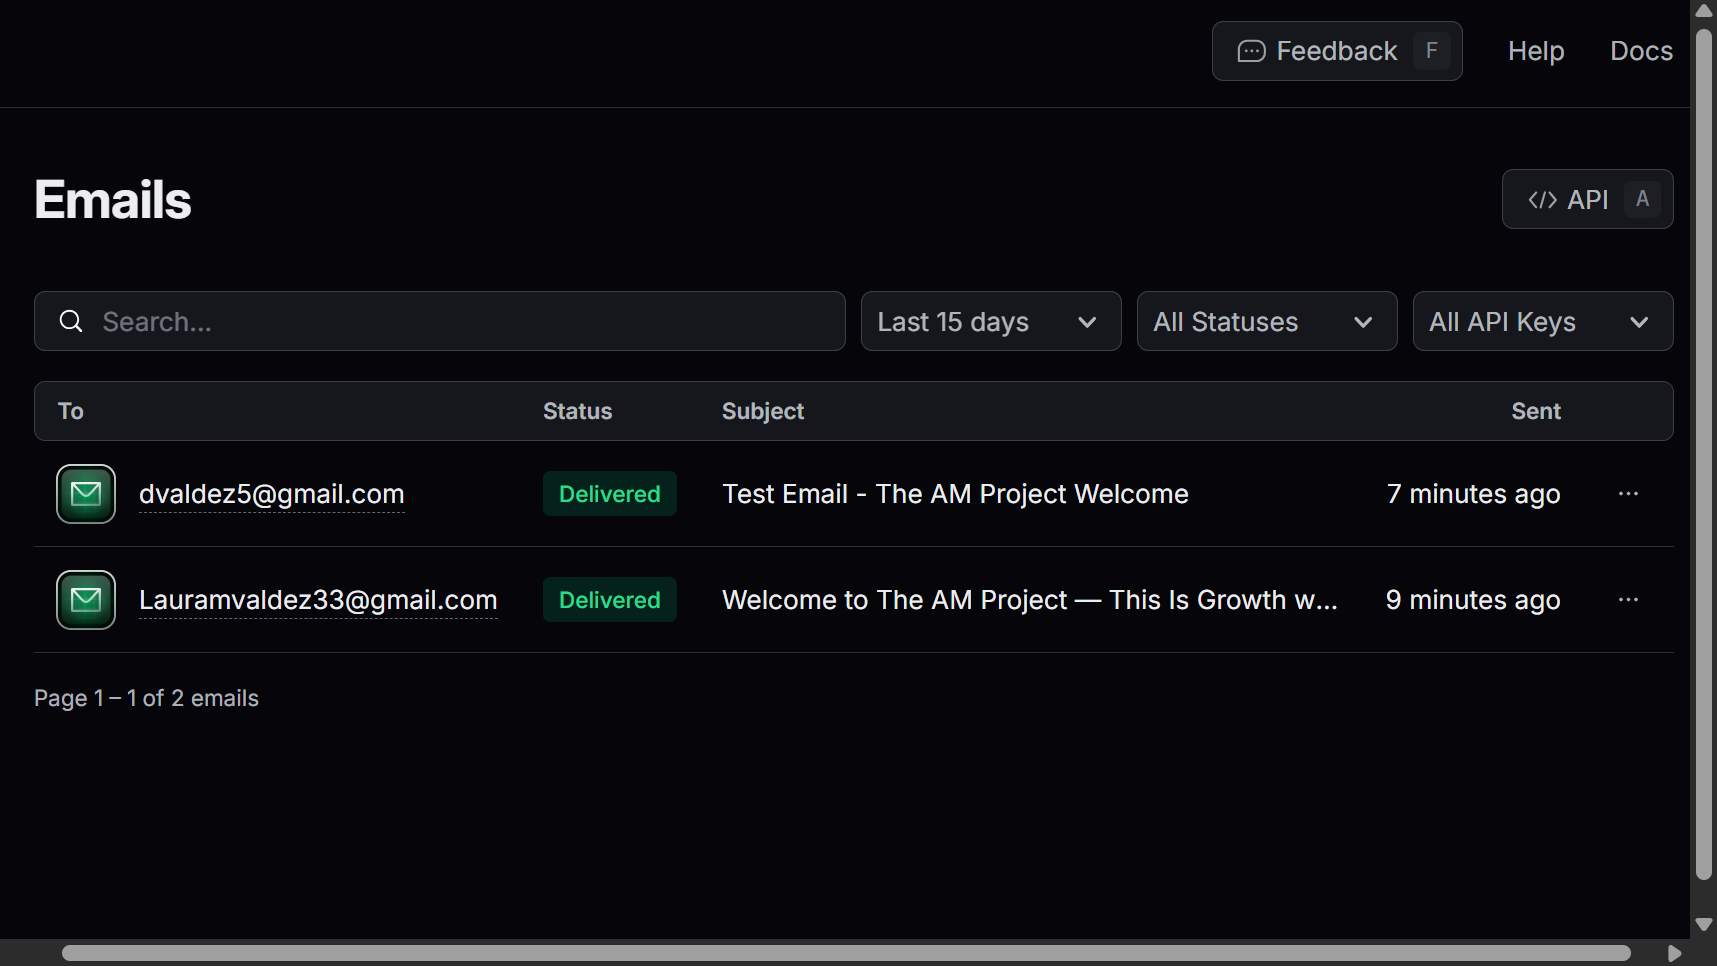 Feedback F Help Docs
Emails
API A
Search...
Last 15 days
All Statuses
All API Keys
To Status Subject Sent
dvaldez5@gmail.com Delivered Test Email - The AM Project Welcome 7 minutes ago
Lauramvaldez33@gmail.com Delivered Welcome to The AM Project — This Is Growth w... 9 minutes ago
Page 1 – 1 of 2 emails